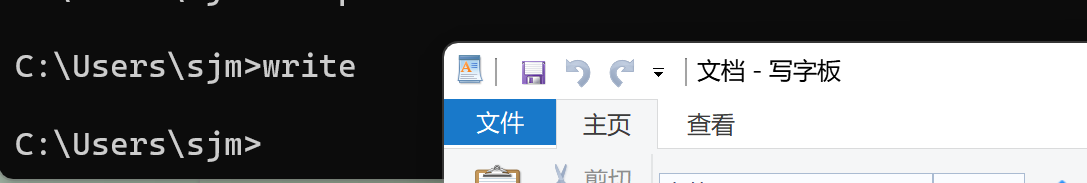 C:\Users\sjm>write
文档 - 写字板
文件 主页 查看
C:\Users\sjm>
剪切